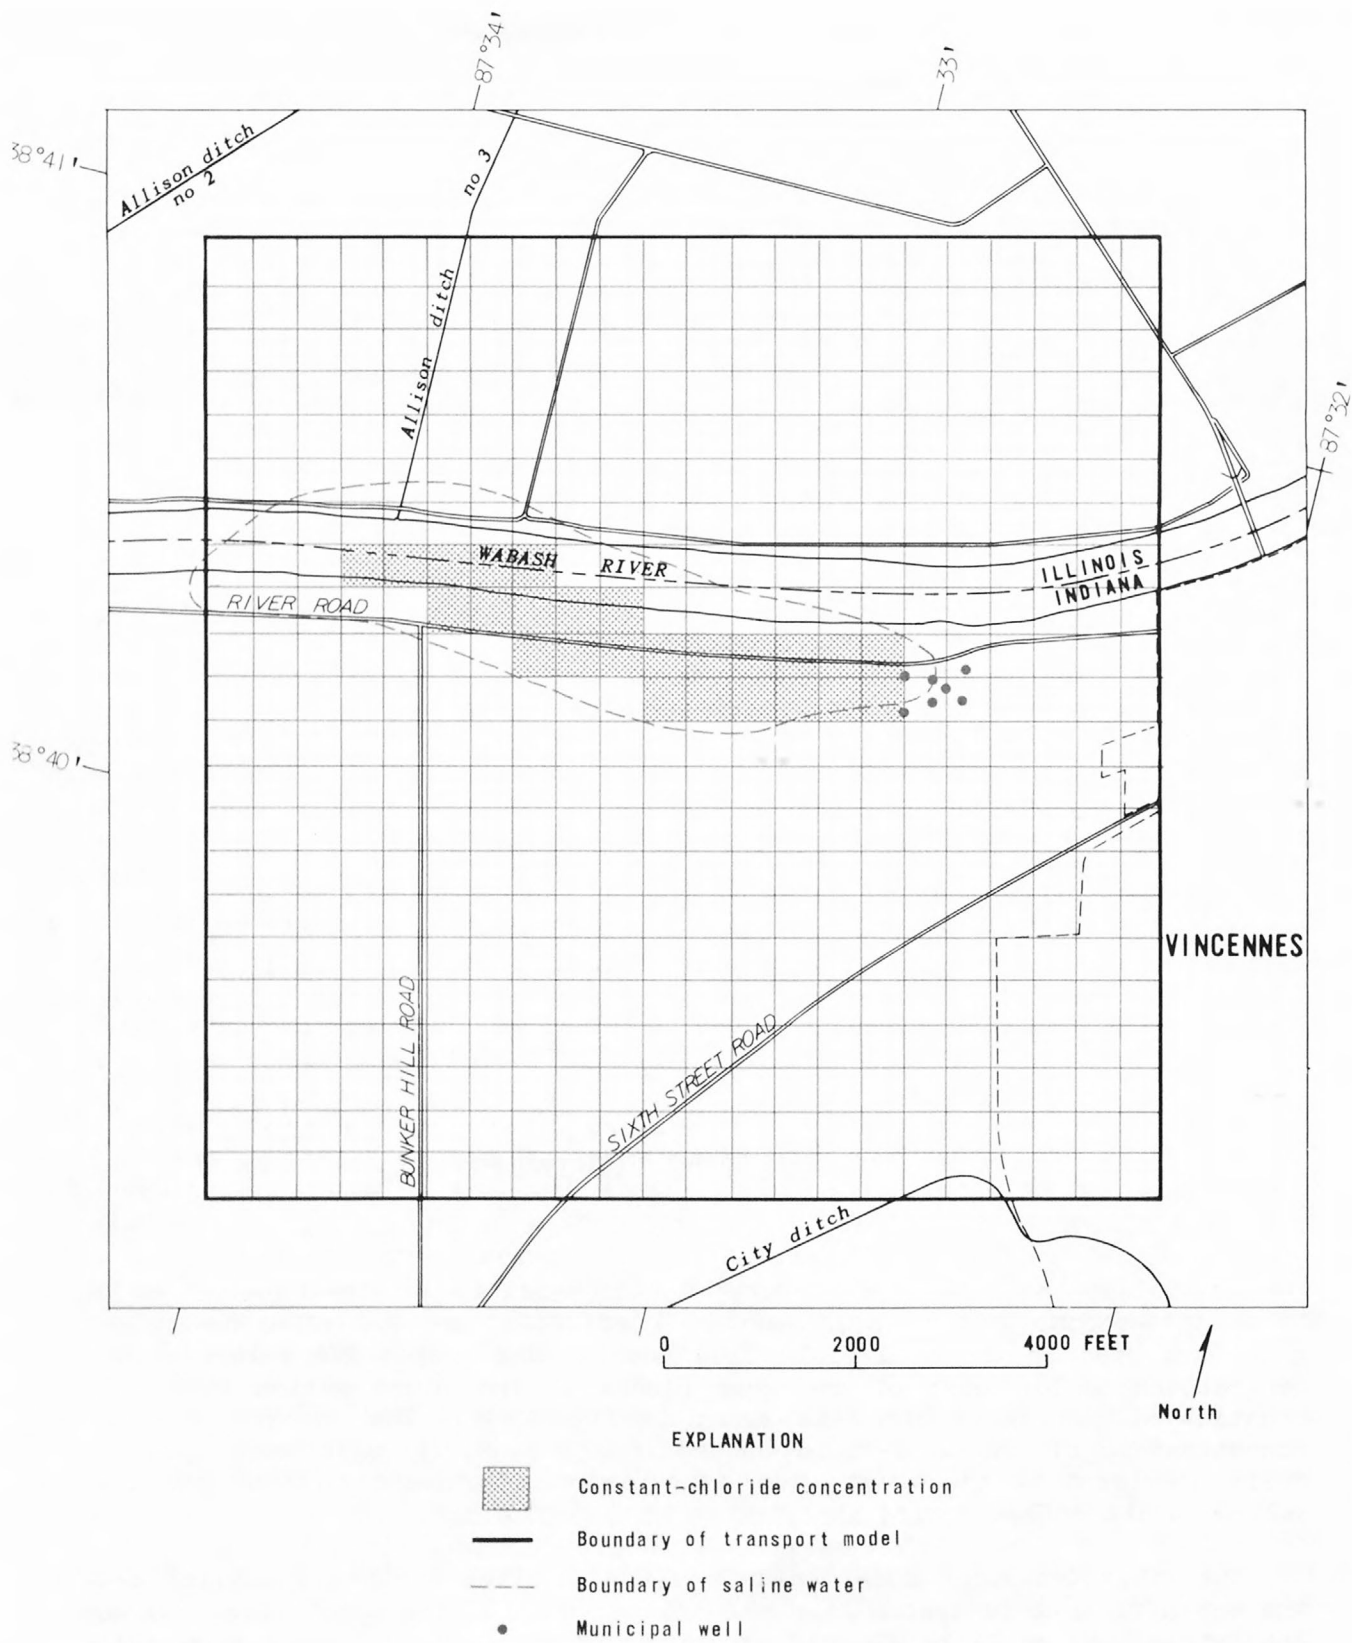 87°34'
33'
38°41'
Allison ditch
no 2
no 3
Allison ditch
87°32'
WABASH RIVER
ILLINOIS
INDIANA
RIVER ROAD
38°40'
VINCENNES
BUNKER HILL ROAD
SIXTH STREET ROAD
City ditch
0 2000 4000 FEET
North
EXPLANATION
Constant-chloride concentration
Boundary of transport model
Boundary of saline water
Municipal well